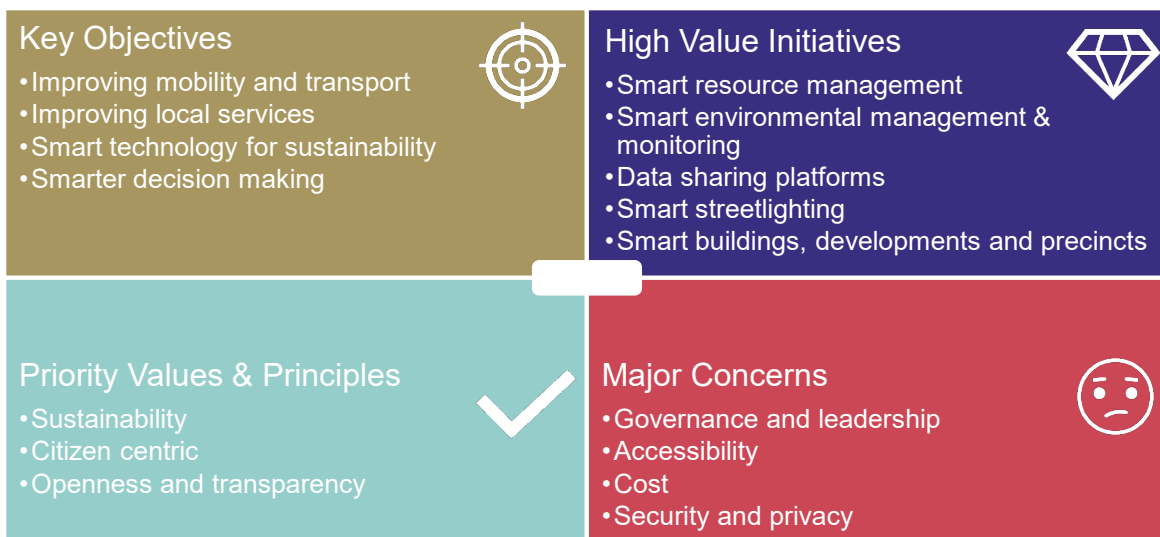 Key Objectives
•Improving mobility and transport
•Improving local services
•Smart technology for sustainability
•Smarter decision making
High Value Initiatives
•Smart resource management
•Smart environmental management &
monitoring
•Data sharing platforms
•Smart streetlighting
•Smart buildings, developments and precincts
Priority Values & Principles
•Sustainability
•Citizen centric
•Openness and transparency
Major Concerns
•Governance and leadership
•Accessibility
•Cost
•Security and privacy